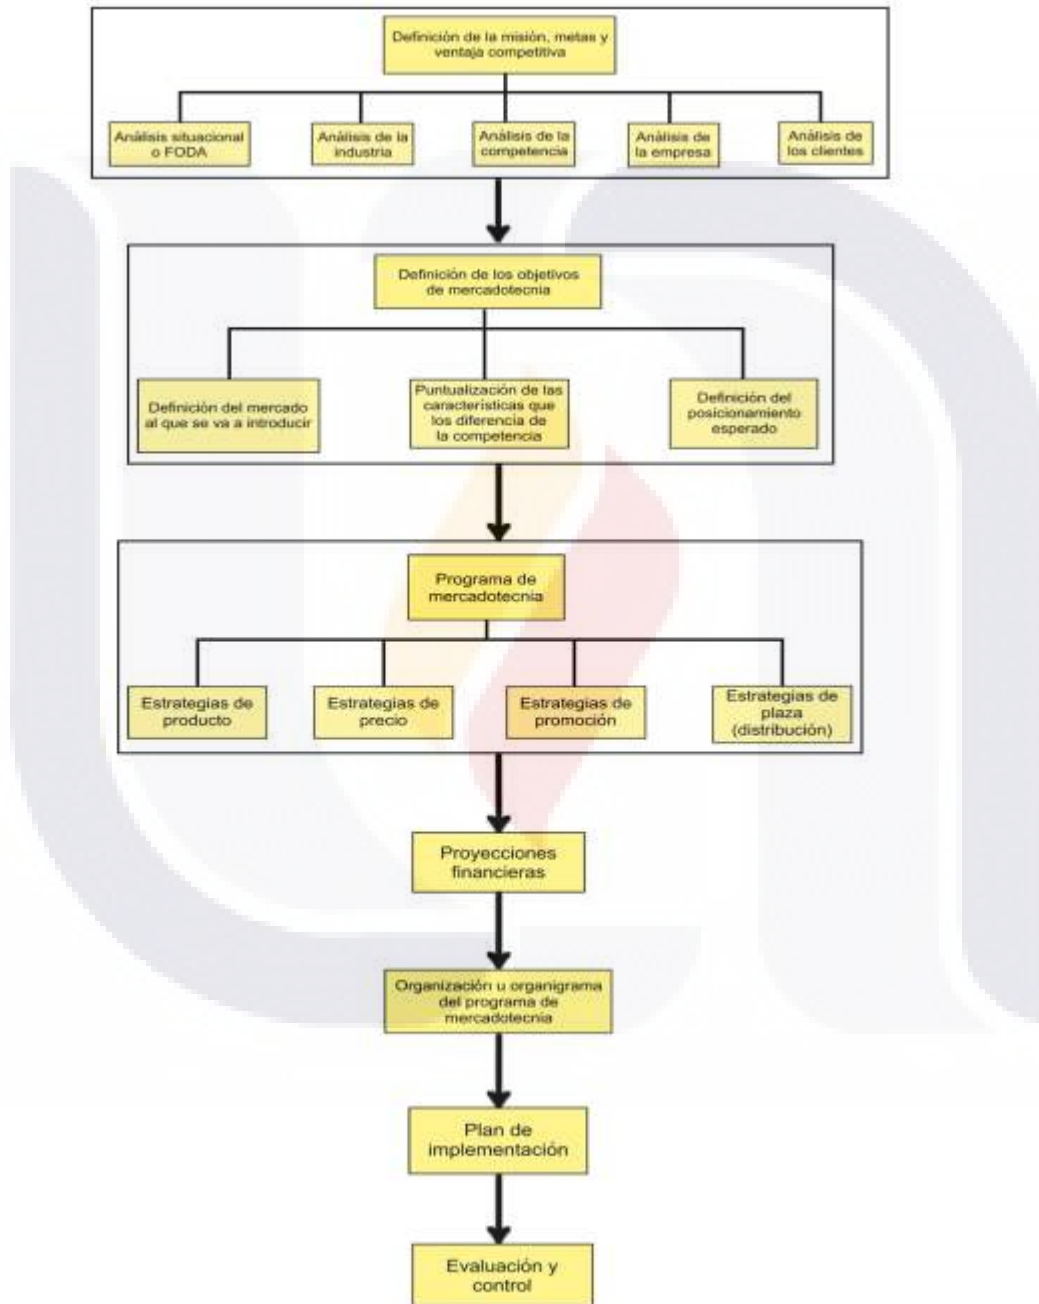 Definición de la misión, metas y
ventaja competitiva
Análisis situacional
o FODA
Análisis de la
industria
Análisis de la
competencia
Análisis de
la empresa
Análisis de
los clientes
Definición de los objetivos
de mercadotecnia
Definición del mercado
al que se va a introducir
Puntualización de las
características que
los diferencia de
la competencia
Definición del
posicionamiento
esperado
Programa de
mercadotecnia
Estrategias de
producto
Estrategias de
precio
Estrategias de
promoción
Estrategias de
plaza
(distribución)
Proyecciones
financieras
Organización u organigrama
del programa de
mercadotecnia
Plan de
implementación
Evaluación y
control